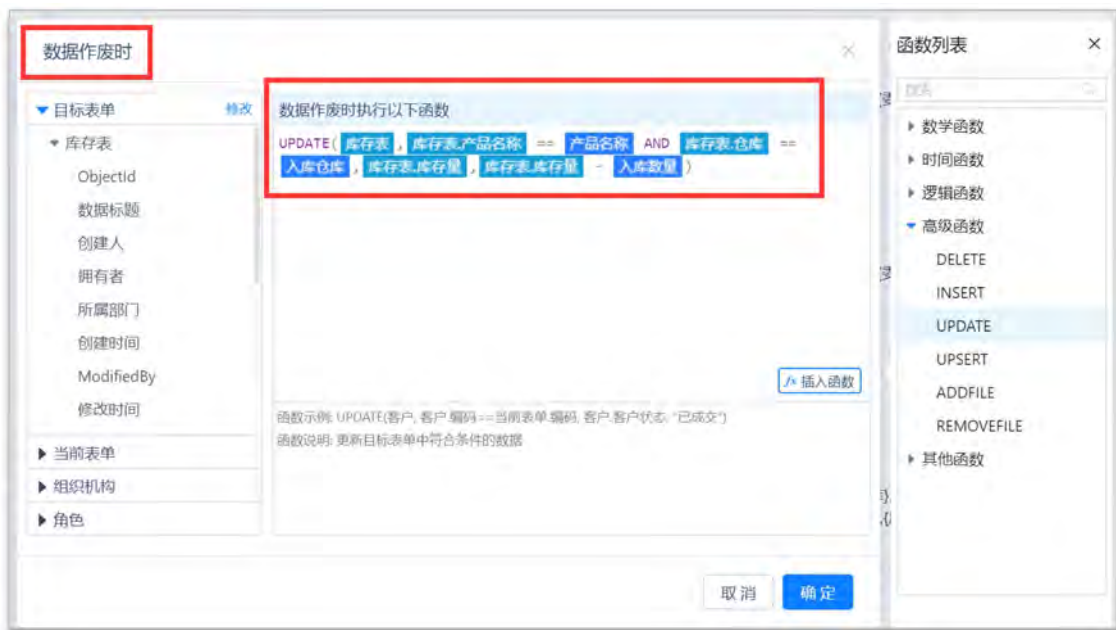 数据作废时
目标表单 修改
库存表
ObjectId
数据标题
创建人
拥有者
所属部门
创建时间
ModifiedBy
修改时间
当前表单
组织机构
角色
数据作废时执行以下函数
UPDATE( 库存表 , 库存表.产品名称 == 产品名称 AND 库存表.仓库 ==
入库仓库 , 库存表.库存量 , 库存表.库存量 - 入库数量 )
fx 插入函数
函数示例: UPDATE(客户, 客户.编码==当前表单.编码, 客户.客户状态, "已成交")
函数说明: 更新目标表单中符合条件的数据
取消 确定
函数列表
搜索
数学函数
时间函数
逻辑函数
高级函数
DELETE
INSERT
UPDATE
UPSERT
ADDFILE
REMOVEFILE
其他函数